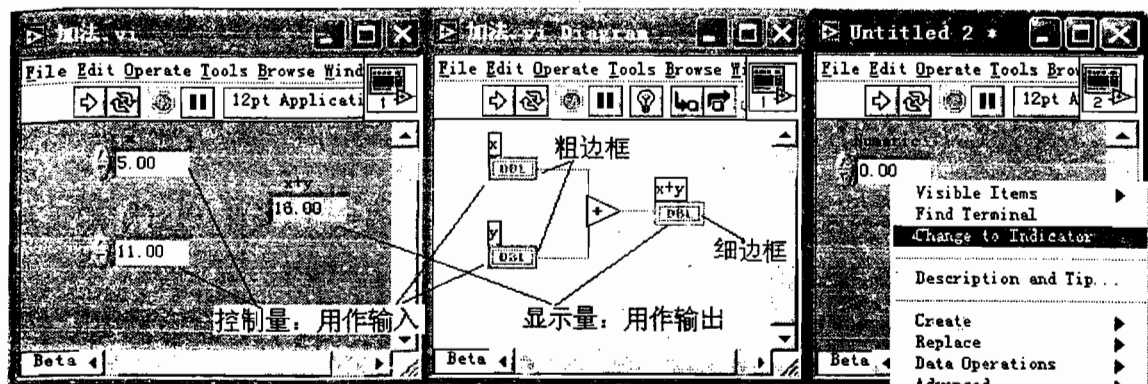 加法.vi
File Edit Operate Tools Browse Wind
12pt Applicati
1
x
5.00
x+y
16.00
11.00
控制量：用作输入
Beta
加法.vi Diagram
File Edit Operate Tools Browse
1
x
DBL
粗边框
x+y
DBL
+
y
DBL
细边框
显示量：用作输出
Beta
Untitled 2 *
File Edit Operate Tools Brow
12pt A
2
Numeric
0.00
Visible Items
Find Terminal
Change to Indicator
Description and Tip...
Create
Replace
Data Operations
Advanced
Beta